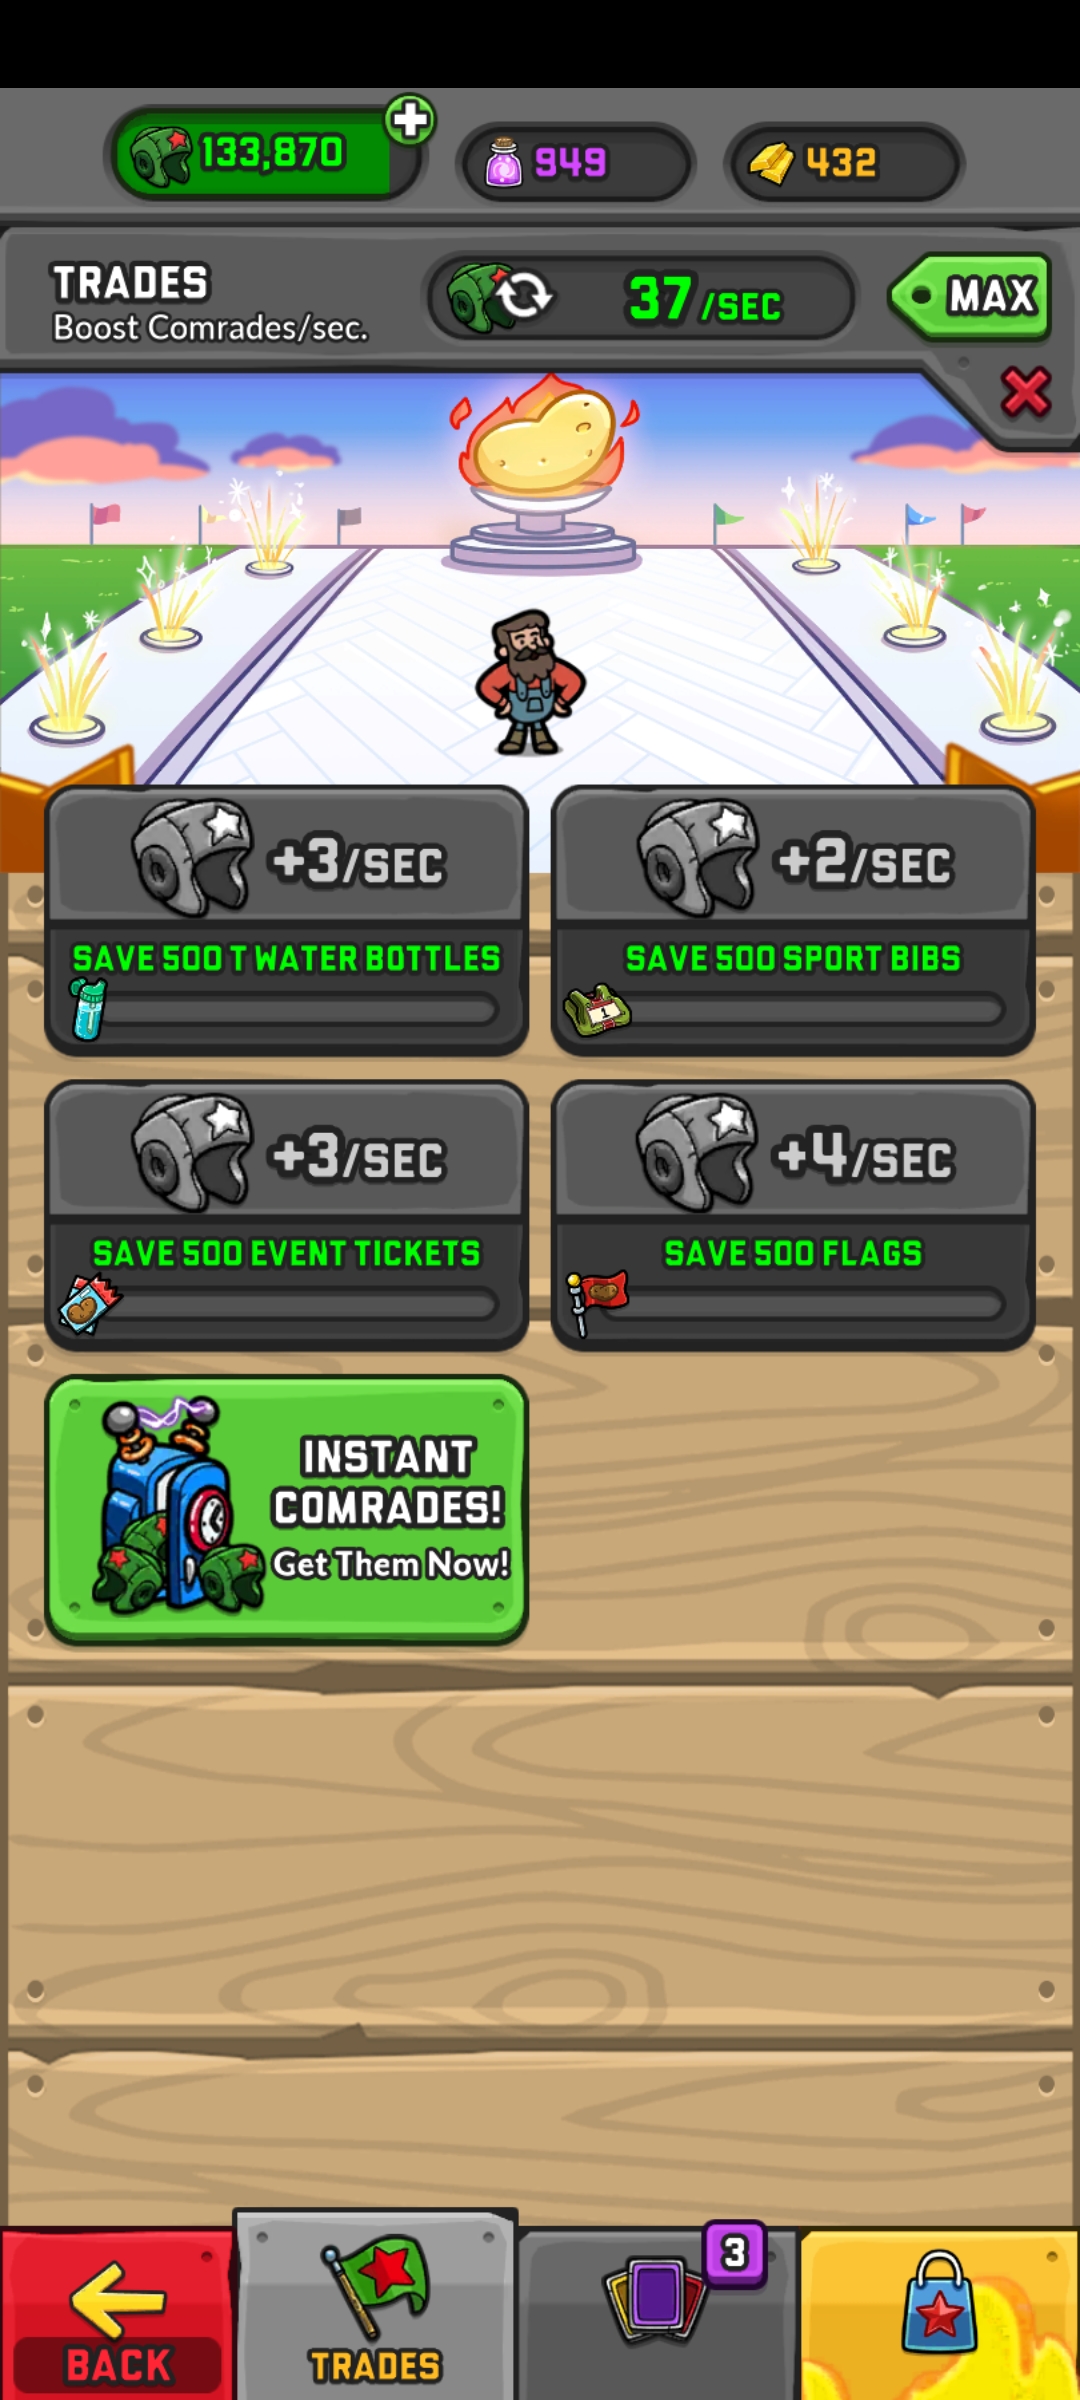 133,870
949
432
TRADES
Boost Comrades/sec.
37/SEC
MAX
+3/SEC
SAVE 500 T WATER BOTTLES
+2/SEC
SAVE 500 SPORT BIBS
1
+3/SEC
SAVE 500 EVENT TICKETS
+4/SEC
SAVE 500 FLAGS
INSTANT
COMRADES!
Get Them Now!
BACK
TRADES
3